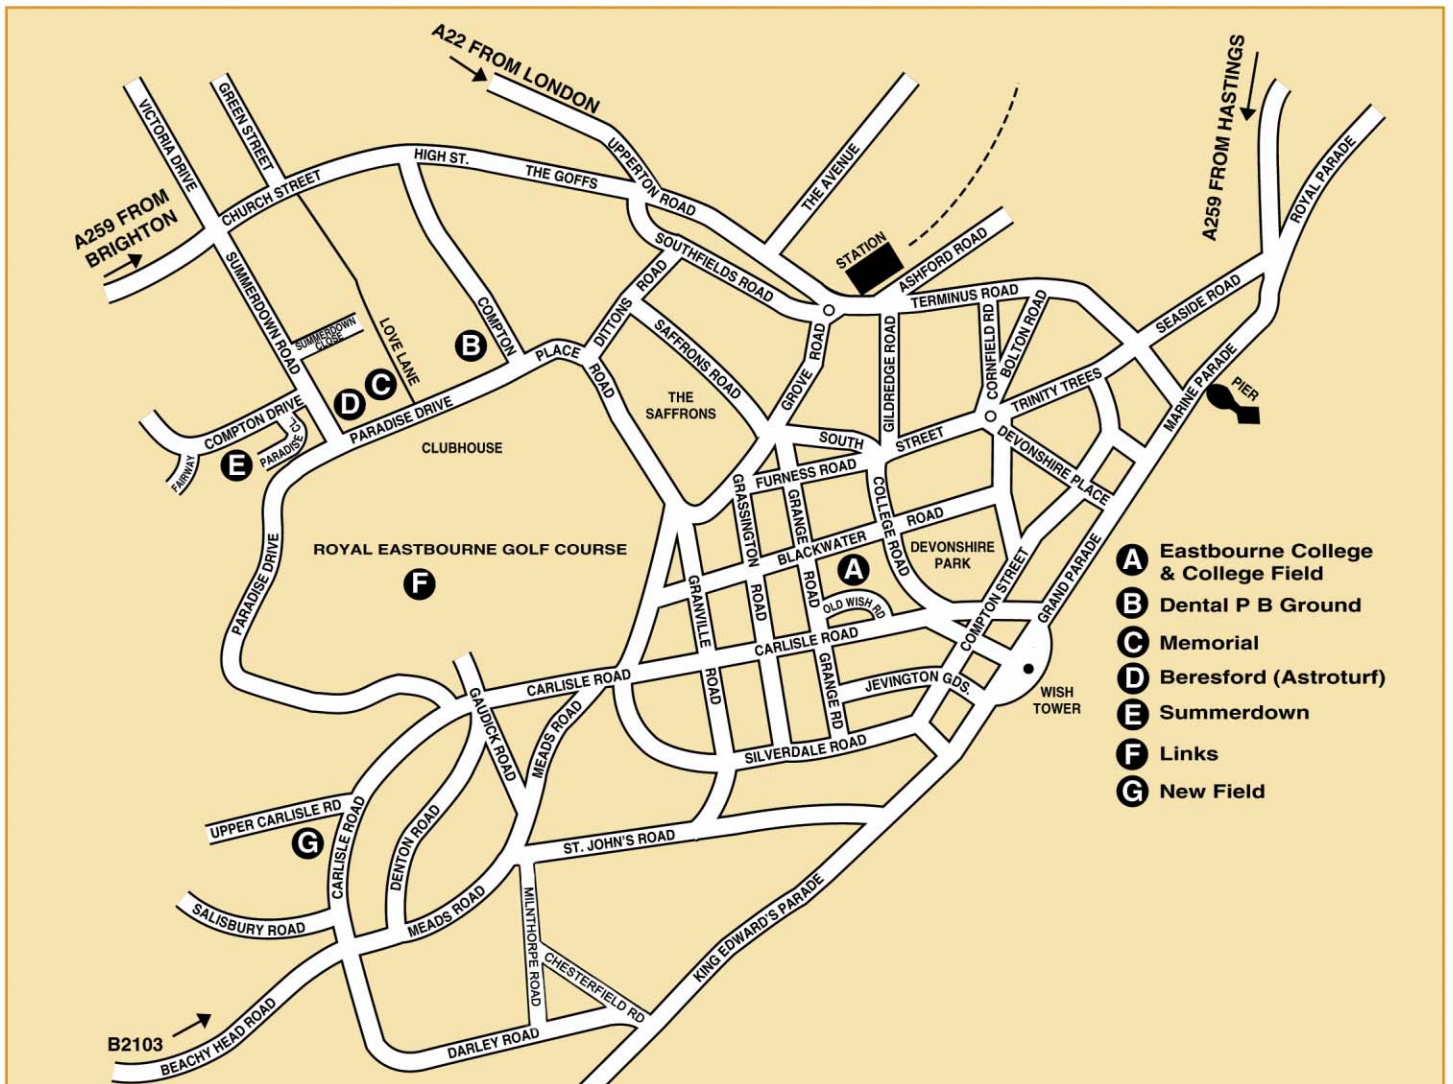 A22 FROM LONDON
A259 FROM HASTINGS
VICTORIA DRIVE
GREEN STREET
UPPERTON ROAD
THE AVENUE
ROYAL PARADE
HIGH ST.
THE GOFFS
CHURCH STREET
A259 FROM
BRIGHTON
STATION
ASHFORD ROAD
SOUTHFIELDS ROAD
SUMMERDOWN ROAD
SUMMERDOWN
CLOSE
LOVE LANE
COMPTON
PLACE
ROAD
DITTONS ROAD
SAFFRONS ROAD
TERMINUS ROAD
SEASIDE ROAD
CORNFIELD RD
BOLTON ROAD
GILDREDGE ROAD
GROVE ROAD
TRINITY TREES
MARINE PARADE
PIER
B
C
D
THE
SAFFRONS
COMPTON DRIVE
PARADISE DRIVE
PARADISE
CL
FAIRWAY
E
CLUBHOUSE
SOUTH
STREET
DEVONSHIRE PLACE
FURNESS ROAD
GRASSINGTON
ROAD
GRANGE
ROAD
COLLEGE ROAD
BLACKWATER
ROAD
DEVONSHIRE
PARK
ROYAL EASTBOURNE GOLF COURSE
F
PARADISE DRIVE
A
OLD WISH RD
GRANVILLE
ROAD
COMPTON STREET
GRAND PARADE
CARLISLE ROAD
CARLISLE ROAD
GRANGE RD
JEVINGTON GDS.
WISH
TOWER
GAUDICK ROAD
MEADS ROAD
SILVERDALE ROAD
UPPER CARLISLE RD
G
CARLISLE ROAD
DENTON ROAD
ST. JOHN'S ROAD
SALISBURY ROAD
MEADS ROAD
MILNTHORPE ROAD
CHESTERFIELD RD
KING EDWARD'S PARADE
DARLEY ROAD
B2103
BEACHY HEAD ROAD
A Eastbourne College
& College Field
B Dental P B Ground
C Memorial
D Beresford (Astroturf)
E Summerdown
F Links
G New Field